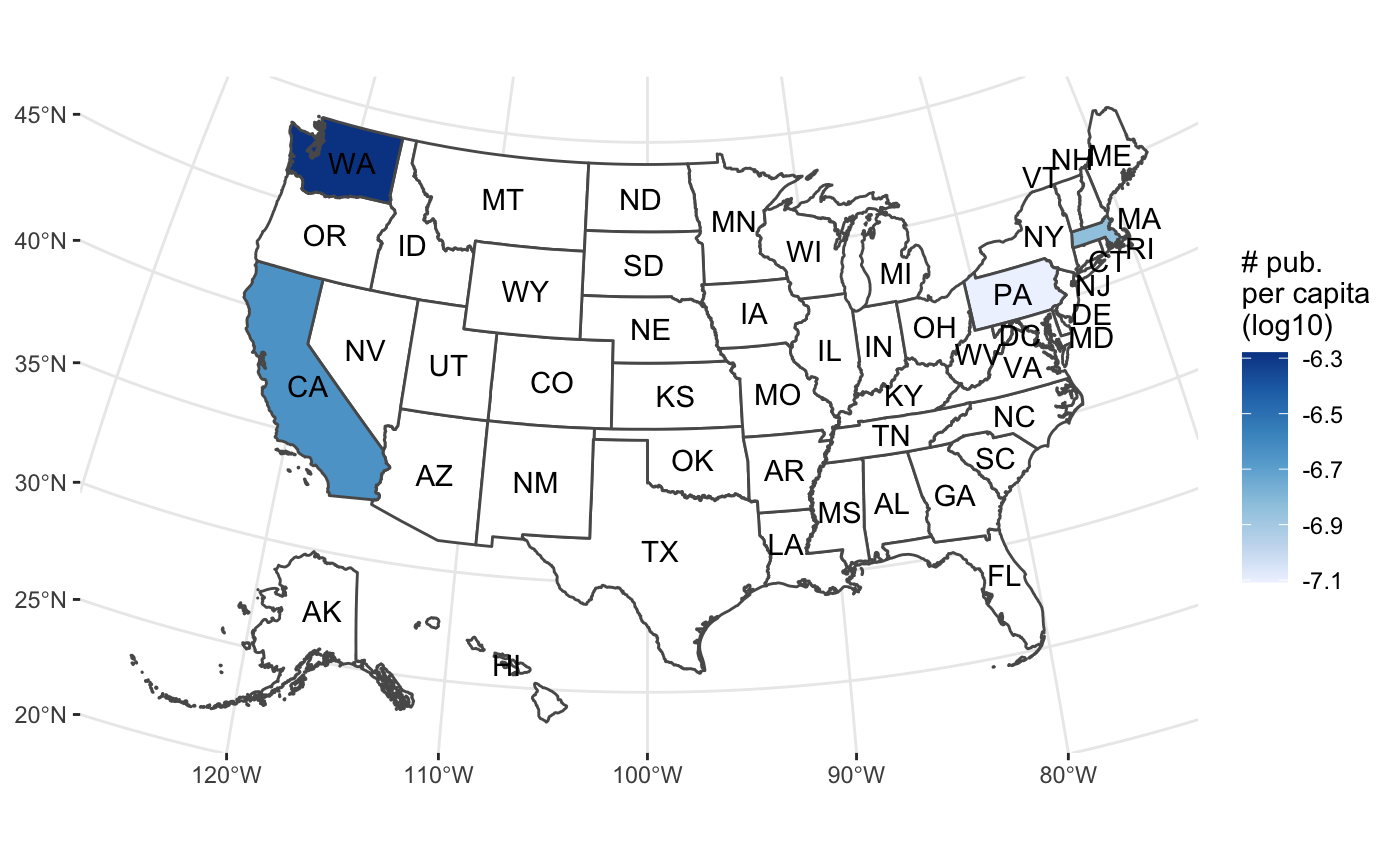 45°N
40°N
35°N
30°N
25°N
20°N
120°W
110°W
100°W
90°W
80°W
WA
MT
ND
MN
VT
NH
ME
OR
ID
SD
WI
MI
NY
MA
RI
CT
WY
NE
IA
PA
NJ
DE
MD
DC
CA
NV
UT
CO
KS
MO
IL
IN
OH
WV
VA
KY
NC
TN
SC
AZ
NM
OK
AR
MS
AL
GA
TX
LA
FL
AK
HI
# pub.
per capita
(log10)
-6.3
-6.5
-6.7
-6.9
-7.1